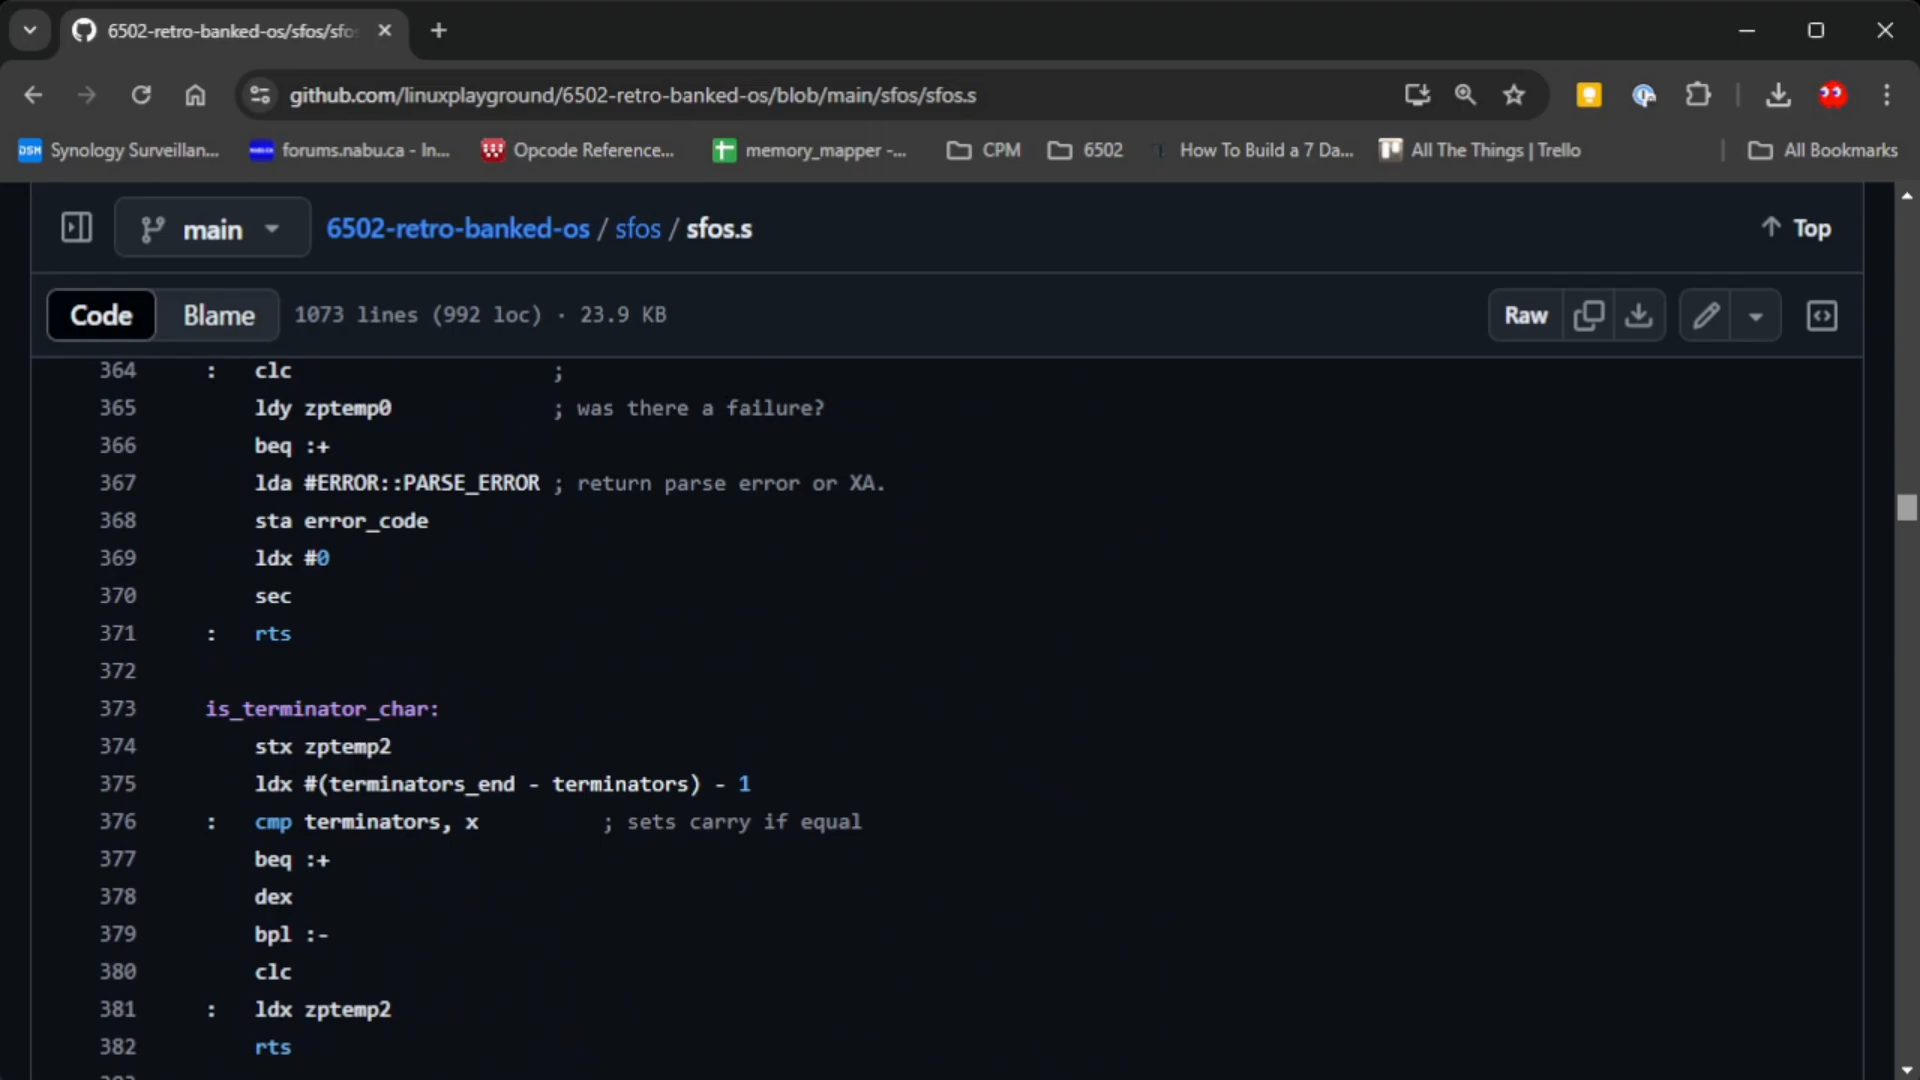 6502-retro-banked-os/sfos/sfos
github.com/linuxplayground/6502-retro-banked-os/blob/main/sfos/sfos.s
DSM Synology Surveillan... forums.nabu.ca - In... Opcode Reference... memory_mapper -... CPM 6502 How To Build a 7 Da... All The Things | Trello All Bookmarks
main 6502-retro-banked-os / sfos / sfos.s Top
Code Blame 1073 lines (992 loc) · 23.9 KB Raw
364 : clc ;
365 ldy zptemp0 ; was there a failure?
366 beq :+
367 lda #ERROR::PARSE_ERROR ; return parse error or XA.
368 sta error_code
369 ldx #0
370 sec
371 : rts
372
373 is_terminator_char:
374 stx zptemp2
375 ldx #(terminators_end - terminators) - 1
376 : cmp terminators, x ; sets carry if equal
377 beq :+
378 dex
379 bpl :-
380 clc
381 : ldx zptemp2
382 rts